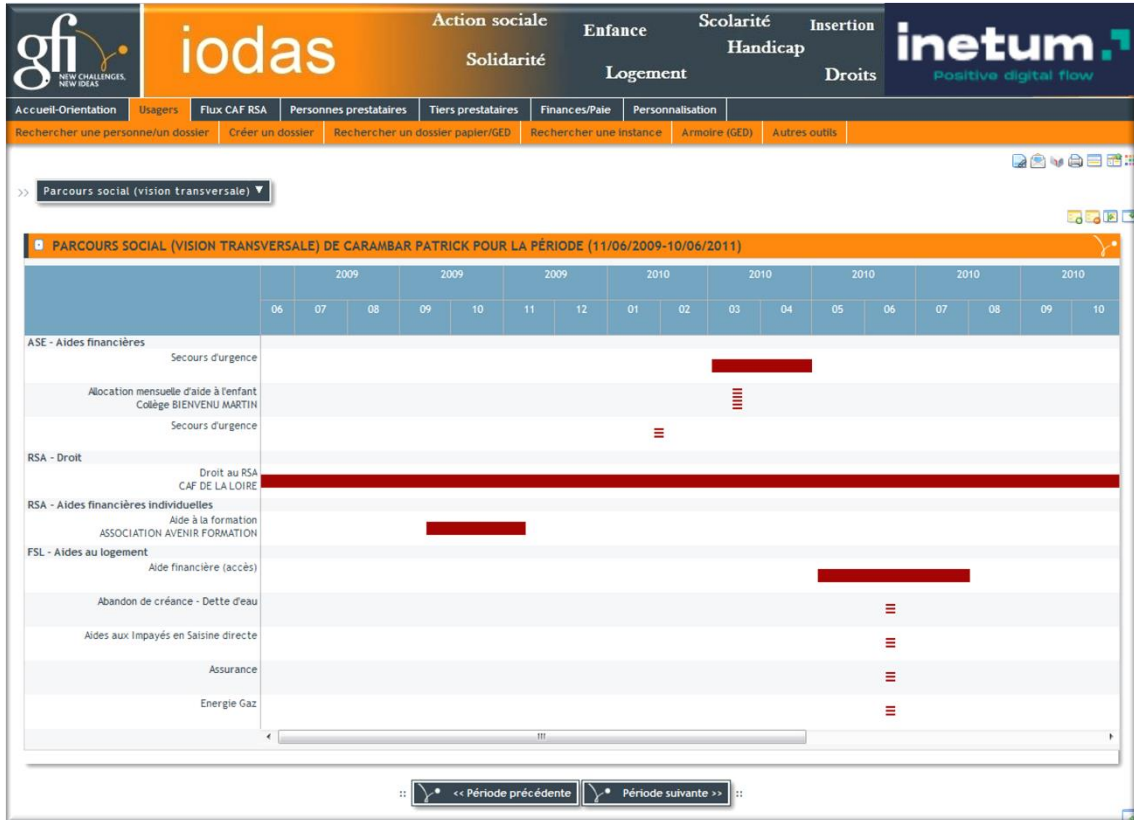 gfi
NEW CHALLENGES,
NEW IDEAS
iodas
Action sociale
Enfance
Scolarité
Insertion
Solidarité
Handicap
Logement
Droits
inetum
Positive digital flow
Accueil-Orientation Usagers Flux CAF RSA Personnes prestataires Tiers prestataires Finances/Paie Personnalisation
Rechercher une personne/un dossier Créer un dossier Rechercher un dossier papier/GED Rechercher une instance Armoire (GED) Autres outils
>> Parcours social (vision transversale) ▼
PARCOURS SOCIAL (VISION TRANSVERSALE) DE CARAMBAR PATRICK POUR LA PÉRIODE (11/06/2009-10/06/2011)
2009 2009 2009 2010 2010 2010 2010 2010
06 07 08 09 10 11 12 01 02 03 04 05 06 07 08 09 10
ASE - Aides financières
Secours d'urgence
Allocation mensuelle d'aide à l'enfant
Collège BIENVENU MARTIN
Secours d'urgence
RSA - Droit
Droit au RSA
CAF DE LA LOIRE
RSA - Aides financières individuelles
Aide à la formation
ASSOCIATION AVENIR FORMATION
FSL - Aides au logement
Aide financière (accès)
Abandon de créance - Dette d'eau
Aides aux Impayés en Saisine directe
Assurance
Energie Gaz
:: << Période précédente Période suivante >> ::